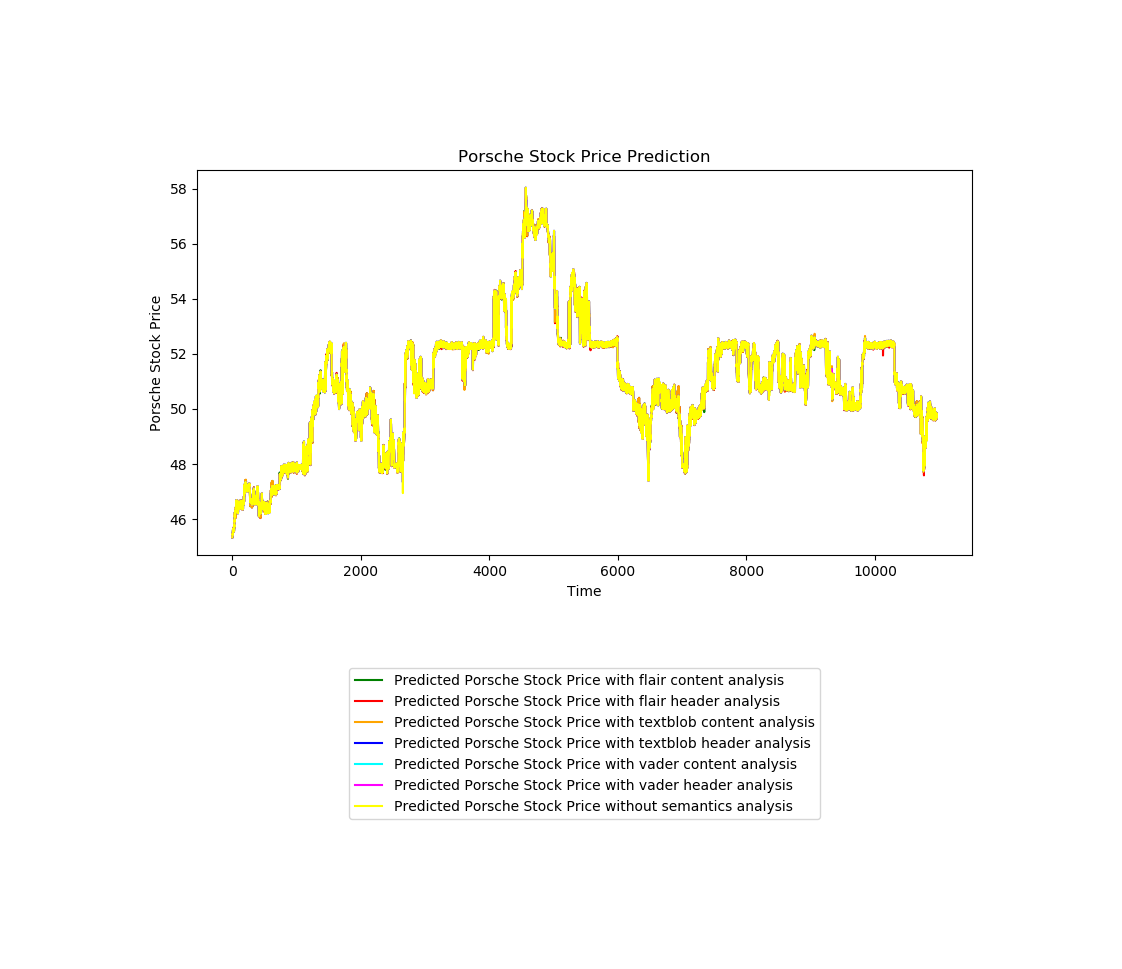 Porsche Stock Price Prediction
58
56
54
52
50
48
46
Porsche Stock Price
0 2000 4000 6000 8000 10000
Time
Predicted Porsche Stock Price with flair content analysis
Predicted Porsche Stock Price with flair header analysis
Predicted Porsche Stock Price with textblob content analysis
Predicted Porsche Stock Price with textblob header analysis
Predicted Porsche Stock Price with vader content analysis
Predicted Porsche Stock Price with vader header analysis
Predicted Porsche Stock Price without semantics analysis